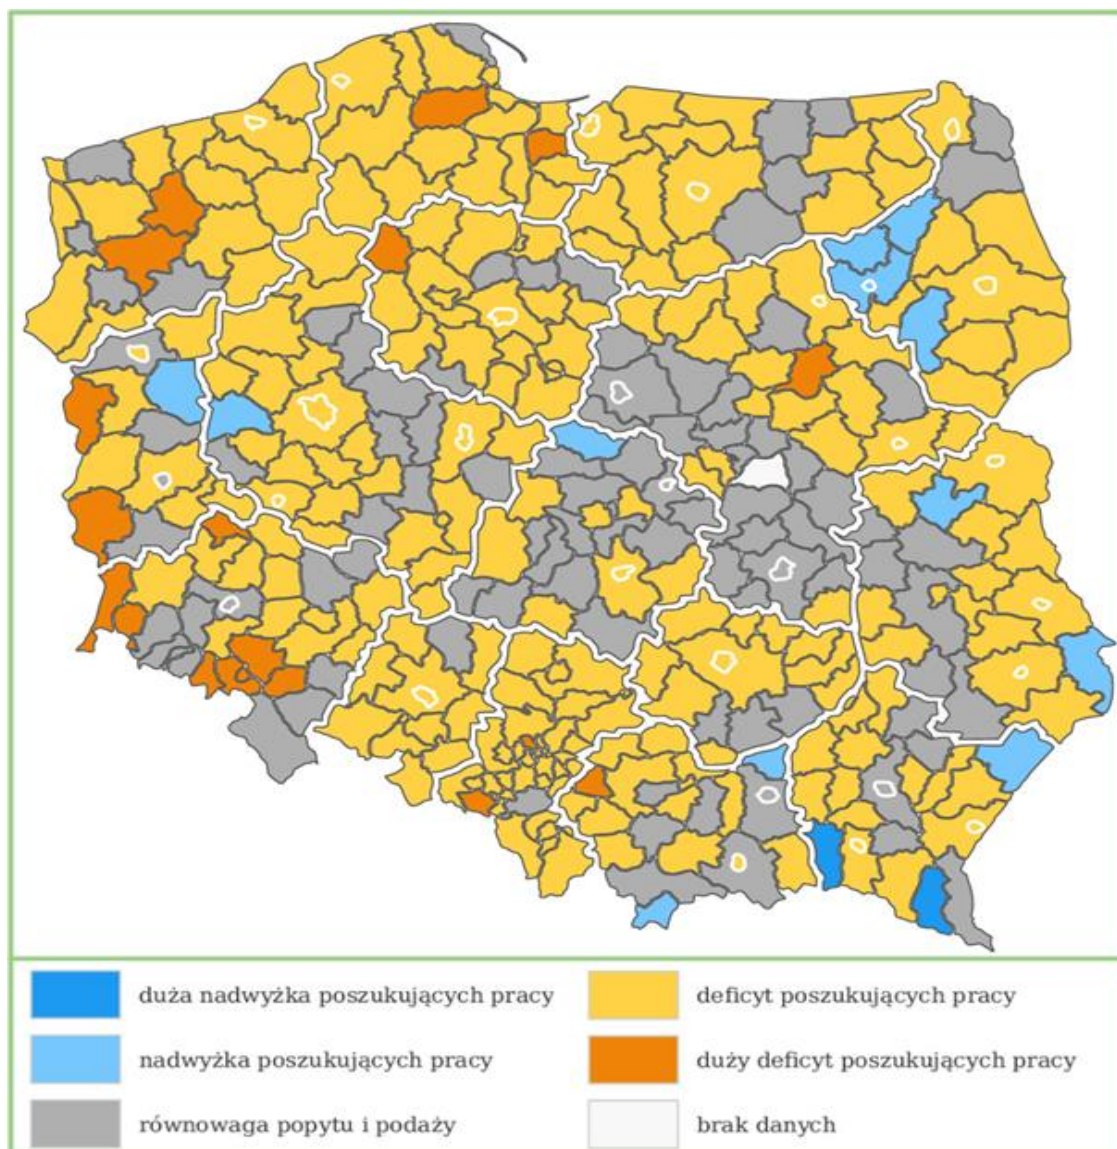 duża nadwyżka poszukujących pracy
nadwyżka poszukujących pracy
równowaga popytu i podaży
deficyt poszukujących pracy
duży deficyt poszukujących pracy
brak danych